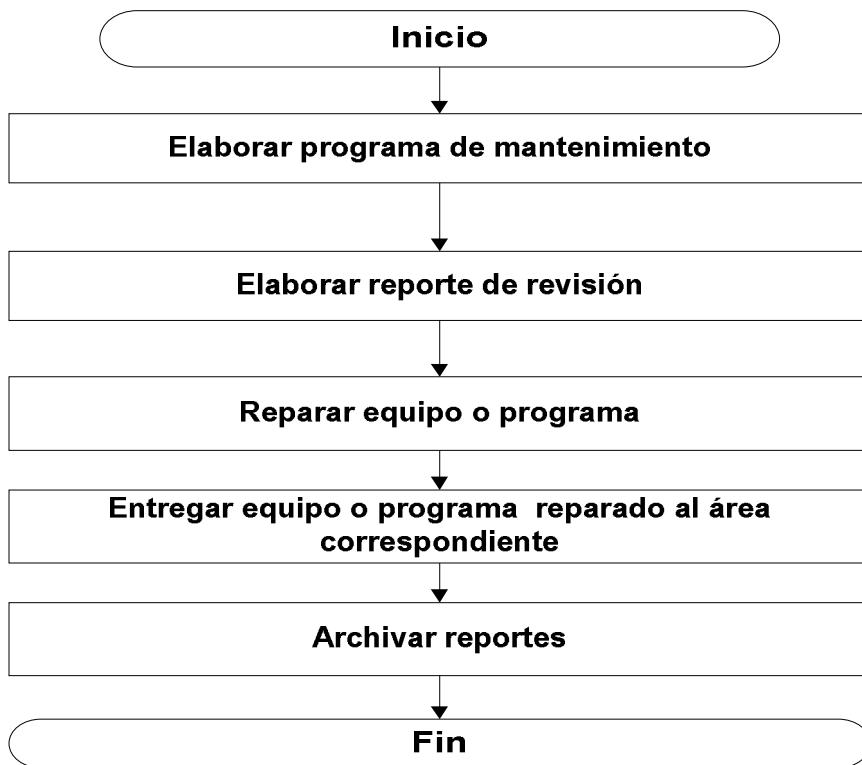 Inicio
Elaborar programa de mantenimiento
Elaborar reporte de revisión
Reparar equipo o programa
Entregar equipo o programa  reparado al área
correspondiente
Archivar reportes
Fin